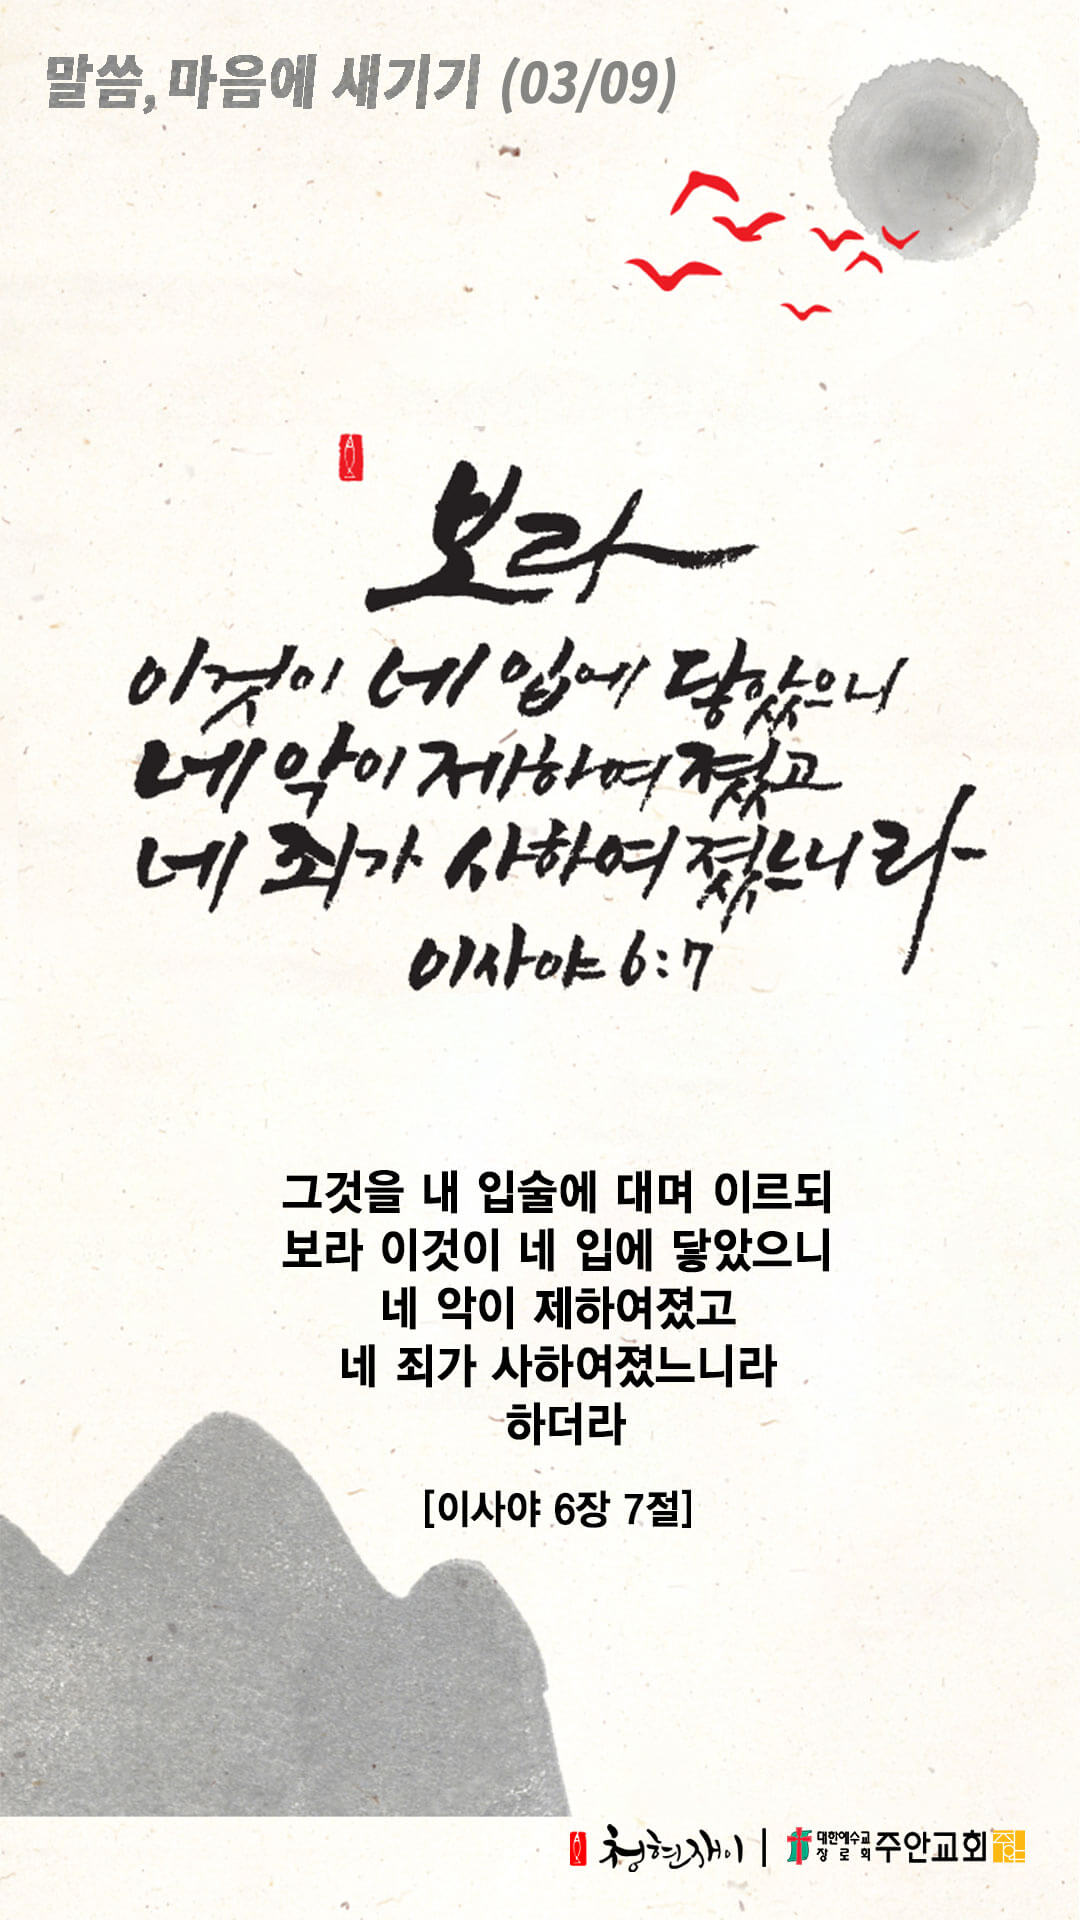 말씀, 마음에 새기기 (03/09)
보라
이것이 네 입에 닿았으니
네 악이 제하여졌고
네 죄가 사하여졌느니라
이사야 6:7
그것을 내 입술에 대며 이르되
보라 이것이 네 입에 닿았으니
네 악이 제하여졌고
네 죄가 사하여졌느니라
하더라
[이사야 6장 7절]
청현재이 | 대한예수교장로회 주안교회